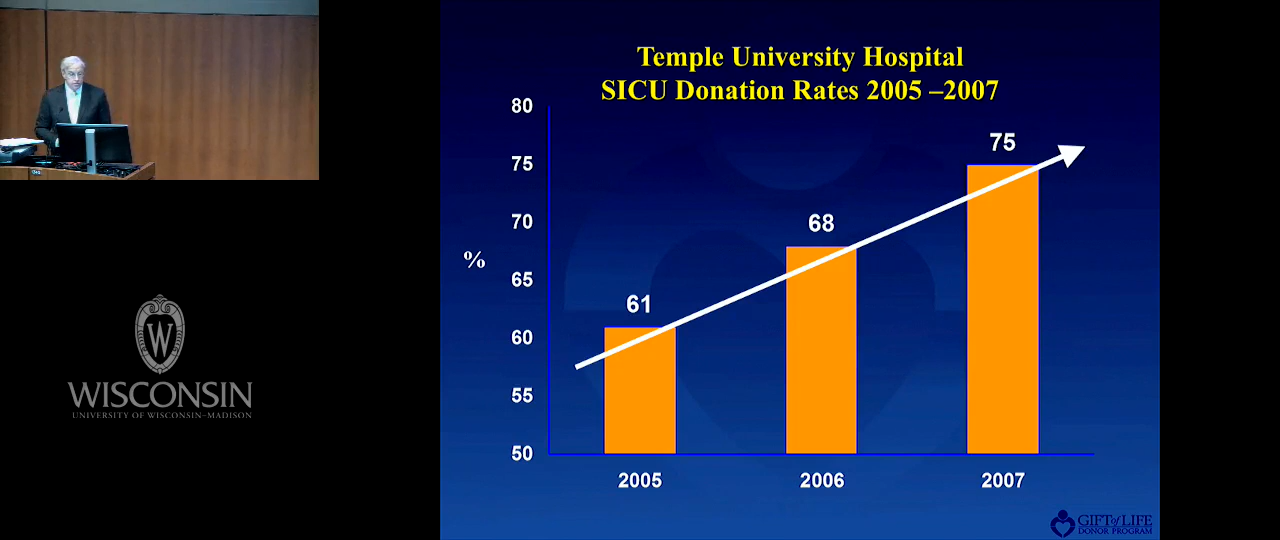 Temple University Hospital
SICU Donation Rates 2005 –2007
80
75
70
65
60
55
50
%
61
68
75
2005
2006
2007
W
WISCONSIN
UNIVERSITY OF WISCONSIN–MADISON
GIFT of LIFE
DONOR PROGRAM